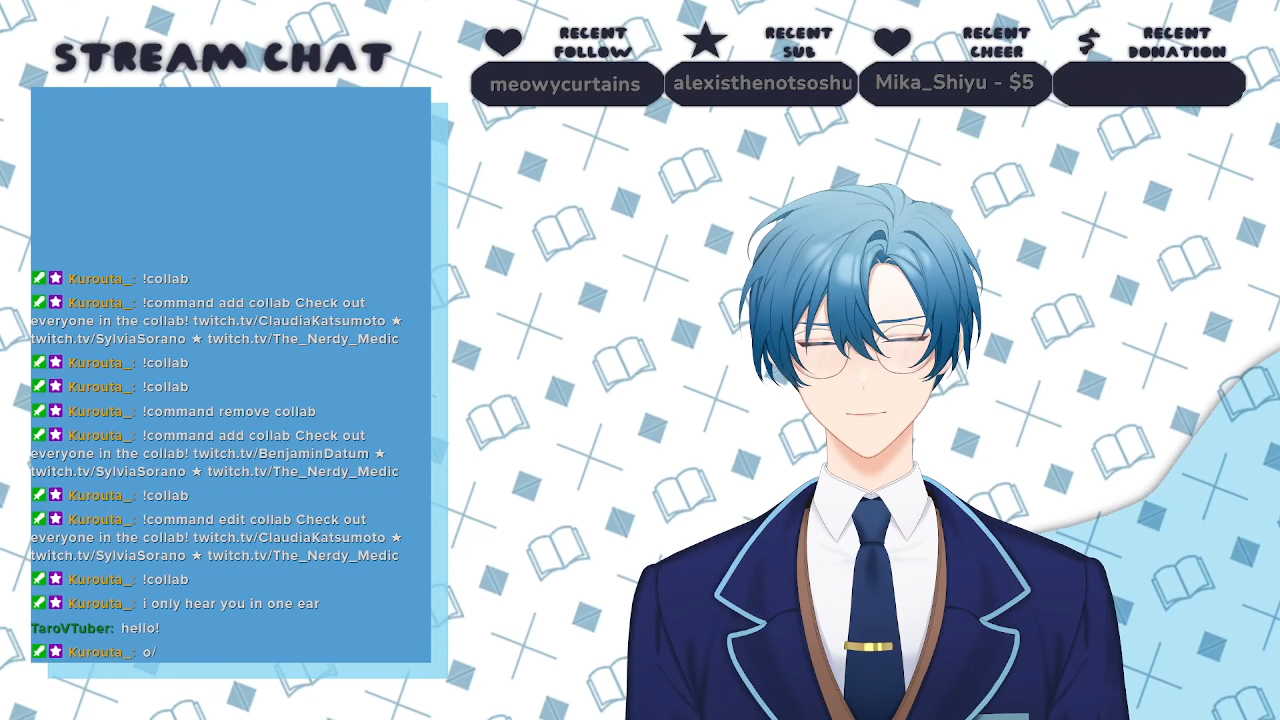 STREAM CHAT
RECENT
FOLLOW
RECENT
SUB
RECENT
CHEER
$
RECENT
DONATION
meowycurtains
alexisthenotsoshu
Mika_Shiyu - $5
Kurouta_: !collab
Kurouta_: !command add collab Check out
everyone in the collab! twitch.tv/ClaudiaKatsumoto ★
twitch.tv/SylviaSorano ★ twitch.tv/The_Nerdy_Medic
Kurouta_: !collab
Kurouta_: !collab
Kurouta_: !command remove collab
Kurouta_: !command add collab Check out
everyone in the collab! twitch.tv/BenjaminDatum ★
twitch.tv/SylviaSorano ★ twitch.tv/The_Nerdy_Medic
Kurouta_: !collab
Kurouta_: !command edit collab Check out
everyone in the collab! twitch.tv/ClaudiaKatsumoto ★
twitch.tv/SylviaSorano ★ twitch.tv/The_Nerdy_Medic
Kurouta_: !collab
Kurouta_: i only hear you in one ear
TaroVTuber: hello!
Kurouta_: o/